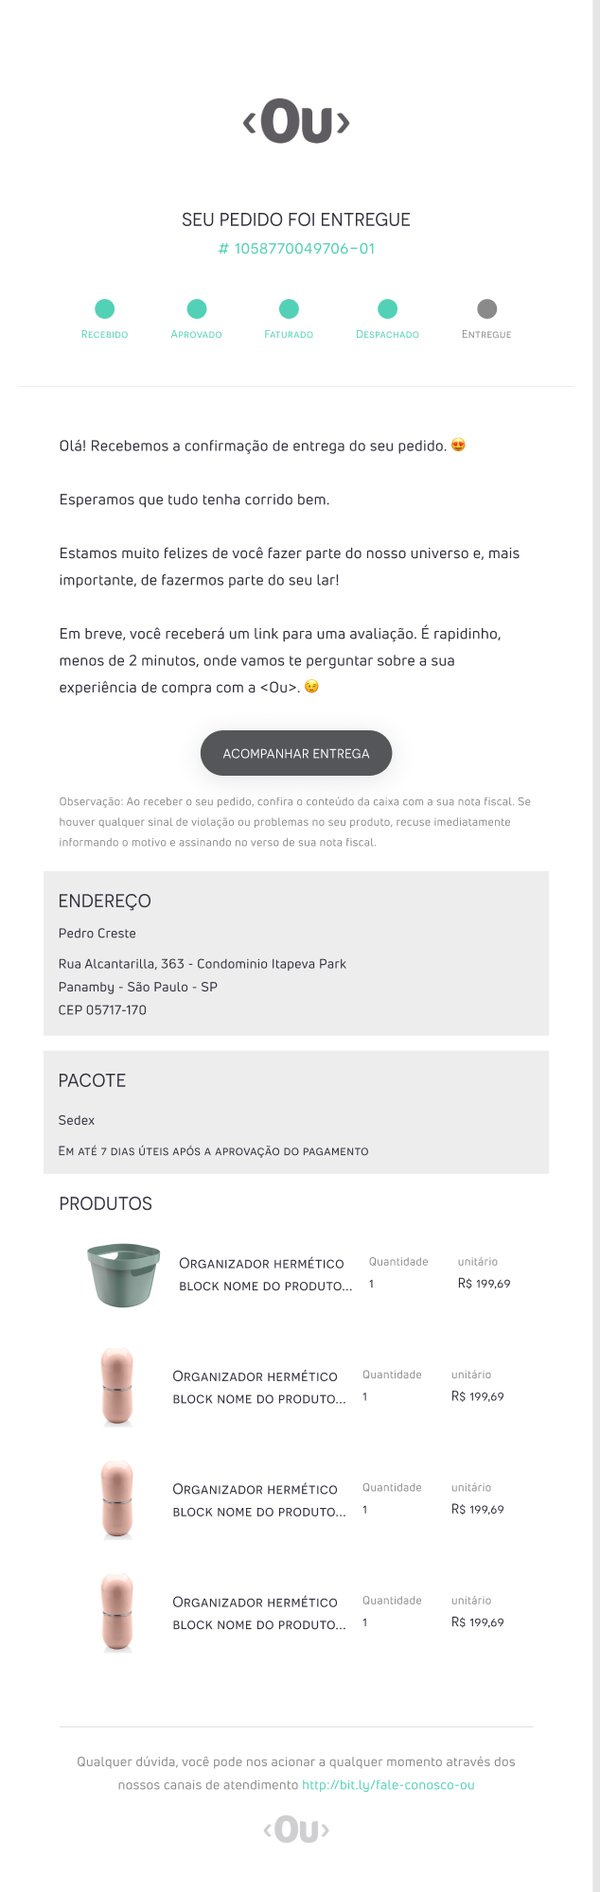 ‹Ou›
SEU PEDIDO FOI ENTREGUE
# 1058770049706-01
RECEBIDO APROVADO FATURADO DESPACHADO ENTREGUE
Olá! Recebemos a confirmação de entrega do seu pedido. 😍
Esperamos que tudo tenha corrido bem.
Estamos muito felizes de você fazer parte do nosso universo e, mais
importante, de fazermos parte do seu lar!
Em breve, você receberá um link para uma avaliação. É rapidinho,
menos de 2 minutos, onde vamos te perguntar sobre a sua
experiência de compra com a <Ou>. 😉
ACOMPANHAR ENTREGA
Observação: Ao receber o seu pedido, confira o conteúdo da caixa com a sua nota fiscal. Se
houver qualquer sinal de violação ou problemas no seu produto, recuse imediatamente
informando o motivo e assinando no verso de sua nota fiscal.
ENDEREÇO
Pedro Creste
Rua Alcantarilla, 363 - Condominio Itapeva Park
Panamby - São Paulo - SP
CEP 05717-170
PACOTE
Sedex
EM ATÉ 7 DIAS ÚTEIS APÓS A APROVAÇÃO DO PAGAMENTO
PRODUTOS
ORGANIZADOR HERMÉTICO Quantidade unitário
BLOCK NOME DO PRODUTO... 1 R$ 199,69
ORGANIZADOR HERMÉTICO Quantidade unitário
BLOCK NOME DO PRODUTO... 1 R$ 199,69
ORGANIZADOR HERMÉTICO Quantidade unitário
BLOCK NOME DO PRODUTO... 1 R$ 199,69
ORGANIZADOR HERMÉTICO Quantidade unitário
BLOCK NOME DO PRODUTO... 1 R$ 199,69
Qualquer dúvida, você pode nos acionar a qualquer momento através dos
nossos canais de atendimento http://bit.ly/fale-conosco-ou
‹Ou›